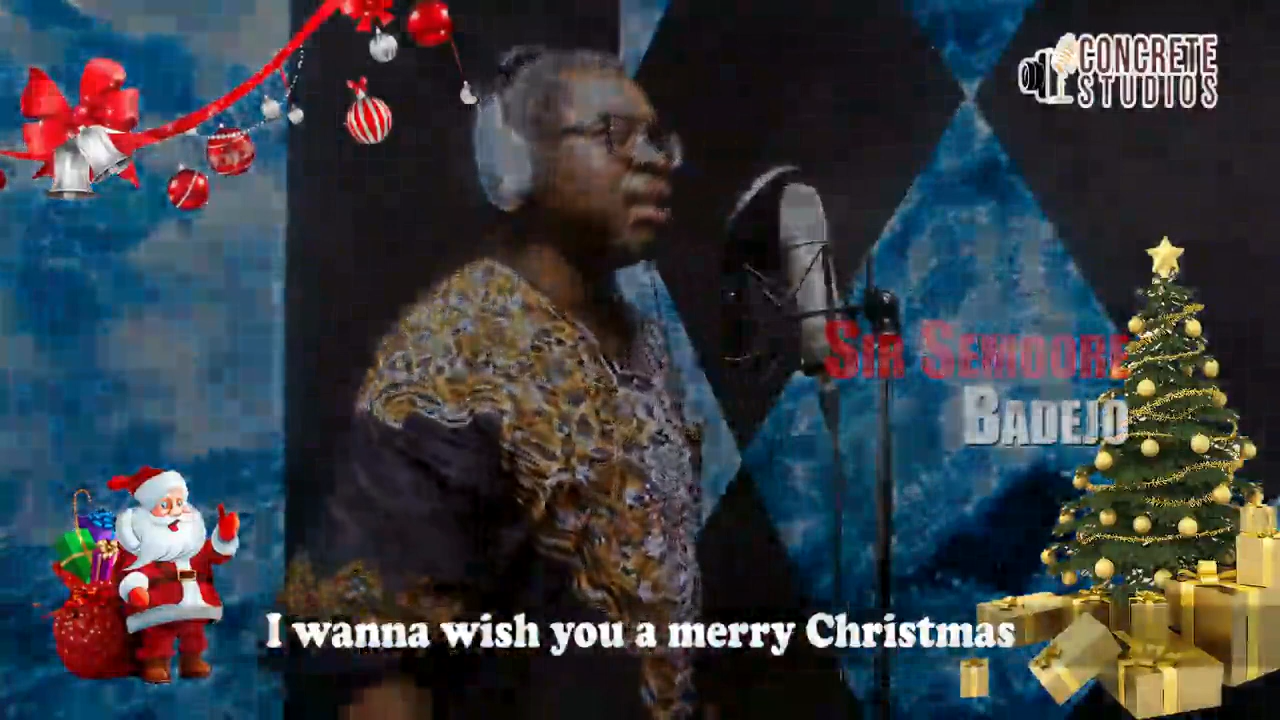 CONCRETE
STUDIOS
SIR SEMOORE
BADEJO
I wanna wish you a merry Christmas